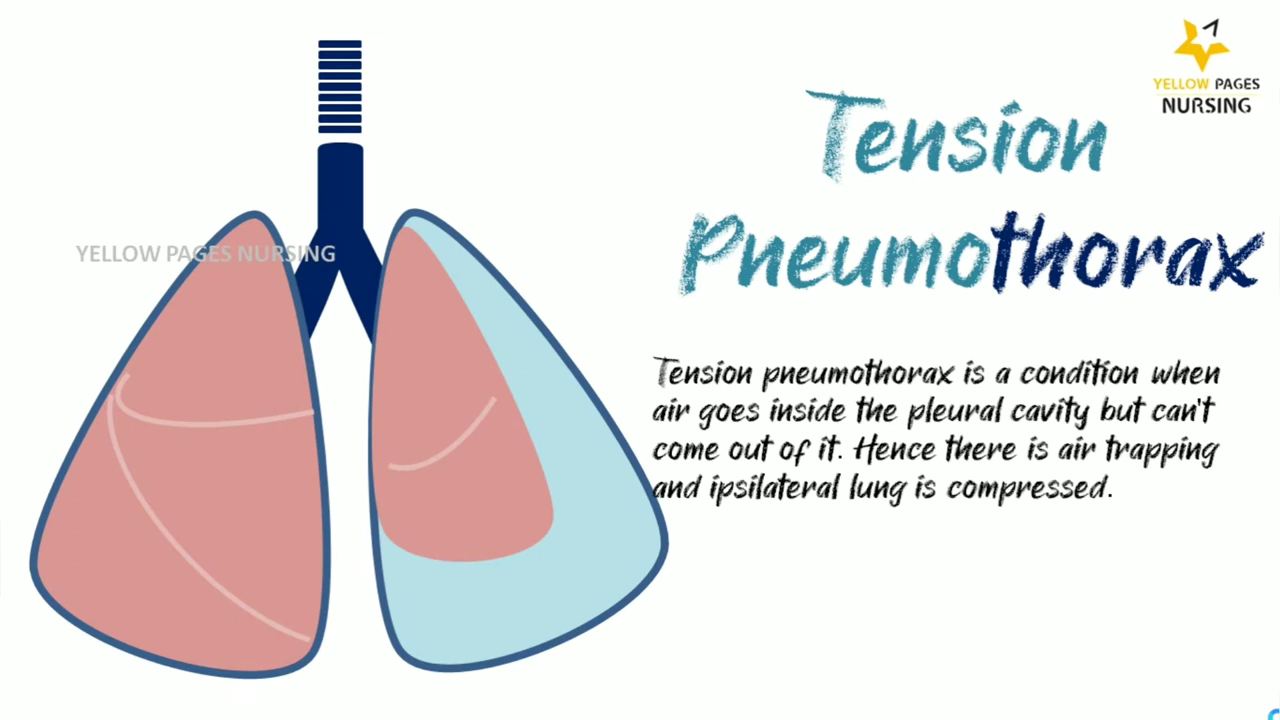 YELLOW PAGES
NURSING
Tension
Pneumothorax
YELLOW PAGES NURSING
Tension pneumothorax is a condition when
air goes inside the pleural cavity but can't
come out of it. Hence there is air trapping
and ipsilateral lung is compressed.